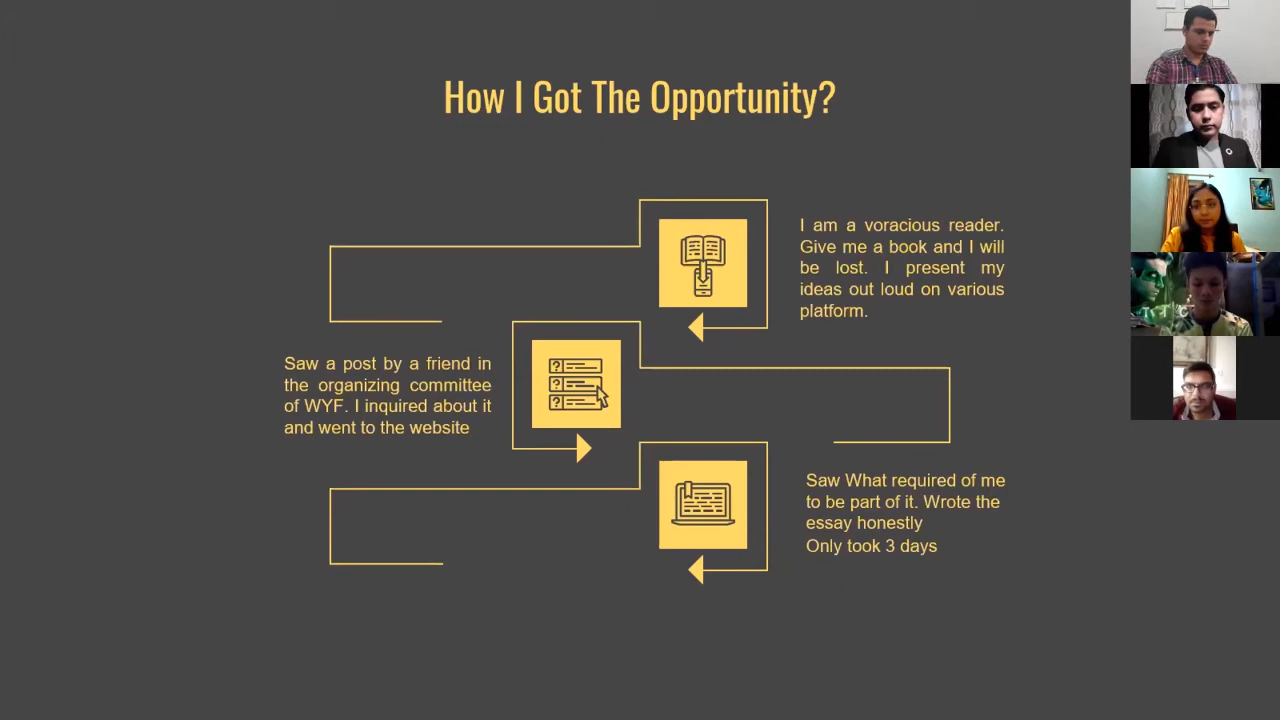 How I Got The Opportunity?
I am a voracious reader.
Give me a book and I will
be lost. I present my
ideas out loud on various
platform.
Saw a post by a friend in
the organizing committee
of WYF. I inquired about it
and went to the website
Saw What required of me
to be part of it. Wrote the
essay honestly
Only took 3 days